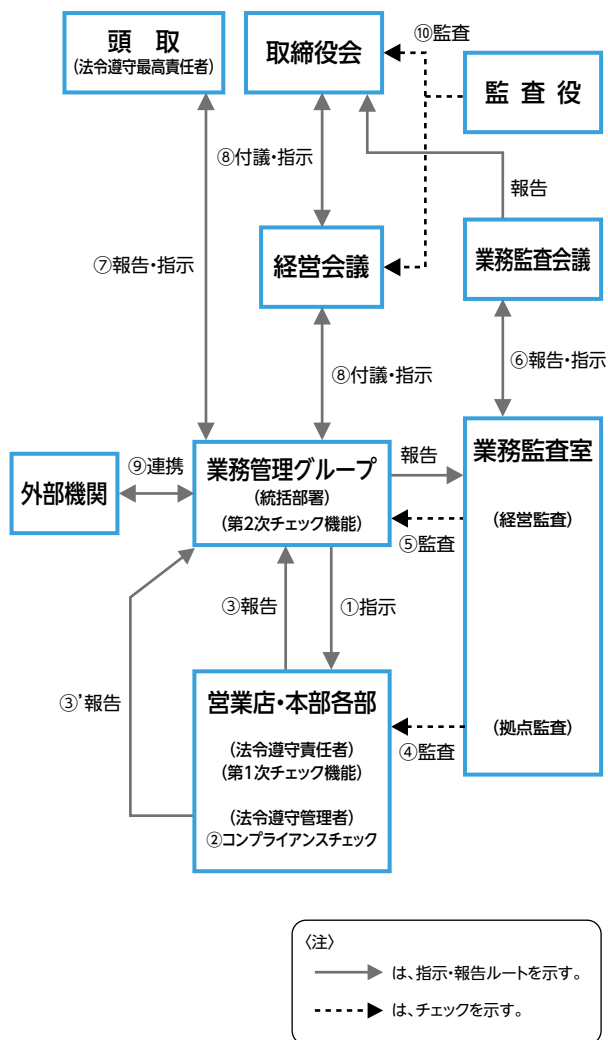 頭 取
(法令遵守最高責任者)
取締役会
⑩監査
監 査 役
⑧付議・指示
報告
経営会議
業務監査会議
⑦報告・指示
⑧付議・指示
⑥報告・指示
外部機関
⑨連携
業務管理グループ
(統括部署)
(第2次チェック機能)
報告
⑤監査
業務監査室
(経営監査)
③報告
①指示
③'報告
営業店・本部各部
(法令遵守責任者)
(第1次チェック機能)
(法令遵守管理者)
②コンプライアンスチェック
④監査
(拠点監査)
〈注〉
は、指示・報告ルートを示す。
は、チェックを示す。